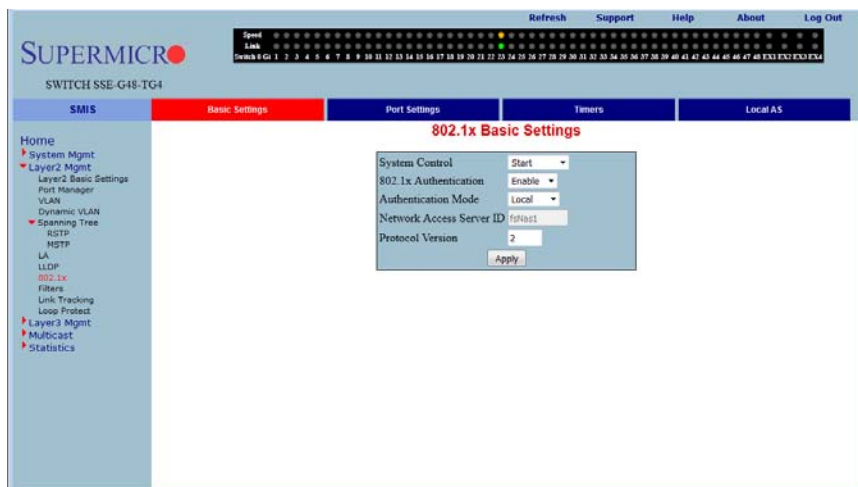 Refresh Support Help About Log Out
Speed
Link
Switch 0 Gi 1 2 3 4 5 6 7 8 9 10 11 12 13 14 15 16 17 18 19 20 21 22 23 24 25 26 27 28 29 30 31 32 33 34 35 36 37 38 39 40 41 42 43 44 45 46 47 48 EX1 EX2 EX3 EX4
SUPERMICR
SWITCH SSE-G48-TG4
SMIS Basic Settings Port Settings Timers Local AS
802.1x Basic Settings
Home
System Mgmt
Layer2 Mgmt
Layer2 Basic Settings
Port Manager
VLAN
Dynamic VLAN
Spanning Tree
RSTP
MSTP
LA
LLDP
802.1x
Filters
Link Tracking
Loop Protect
Layer3 Mgmt
Multicast
Statistics
System Control Start
802.1x Authentication Enable
Authentication Mode Local
Network Access Server ID fsNas1
Protocol Version 2
Apply